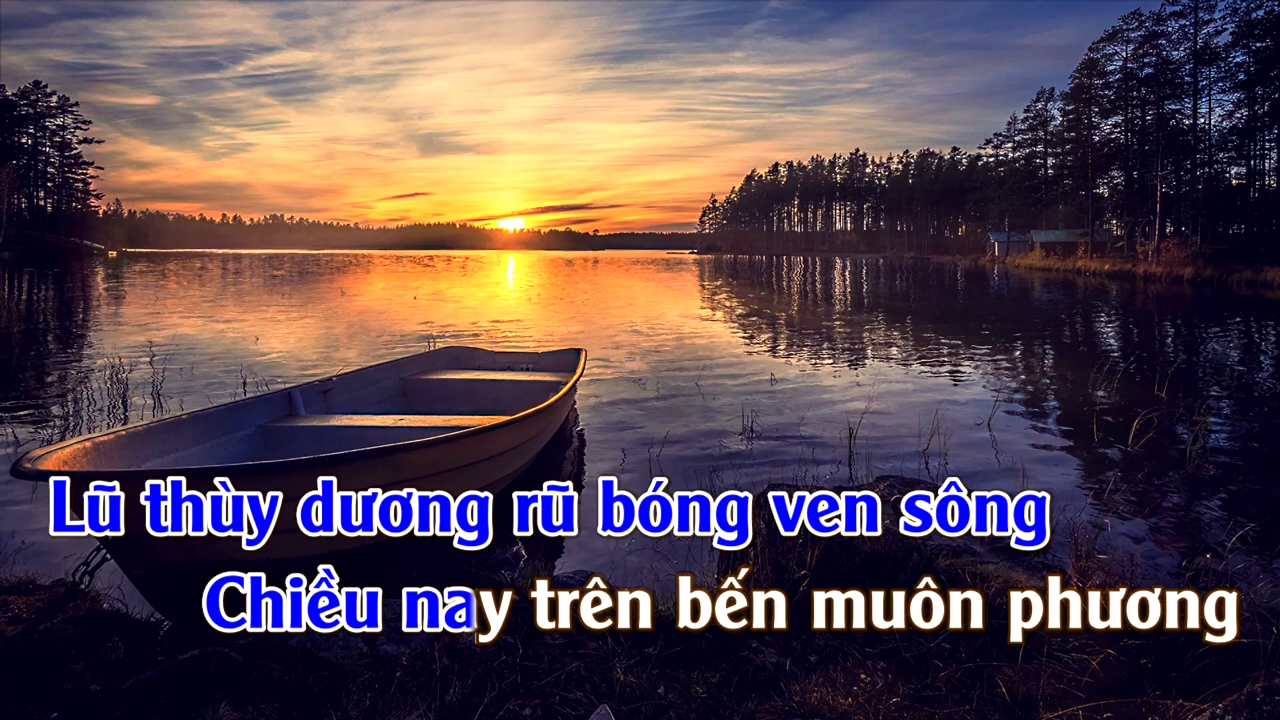 Lũ thùy dương rũ bóng ven sông
Chiều nay trên bến muôn phương